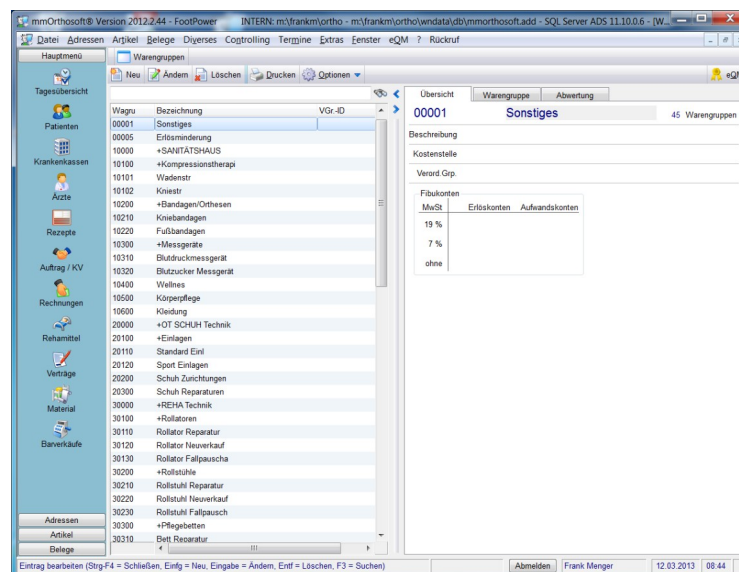 mmOrthosoft® Version 2012.2.44 - FootPower INTERN: m:\frankm\ortho - m:\frankm\ortho\wndata\db\mmorthosoft.add - SQL Server ADS 11.10.0.6 - [W...
Datei Adressen Artikel Belege Diverses Controlling Termine Extras Fenster eQM ? Rückruf
Hauptmenü
Warengruppen
Neu Ändern Löschen Drucken Optionen
Tagesübersicht
Patienten
Krankenkassen
Ärzte
Rezepte
Auftrag / KV
Rechnungen
Rehamittel
Verträge
Material
Barverkäufe
Adressen
Artikel
Belege
Wagru Bezeichnung VGr.-ID
00001 Sonstiges
00005 Erlösminderung
10000 +SANITÄTSHAUS
10100 +Kompressionstherapi
10101 Wadenstr
10102 Kniestr
10200 +Bandagen/Orthesen
10210 Kniebandagen
10220 Fußbandagen
10300 +Messgeräte
10310 Blutdruckmessgerät
10320 Blutzucker Messgerät
10400 Wellnes
10500 Körperpflege
10600 Kleidung
20000 +OT SCHUH Technik
20100 +Einlagen
20110 Standard Einl
20120 Sport Einlagen
20200 Schuh Zurichtungen
20300 Schuh Reparaturen
30000 +REHA Technik
30100 +Rollatoren
30110 Rollator Reparatur
30120 Rollator Neuverkauf
30130 Rollator Fallpauscha
30200 +Rollstühle
30210 Rollstuhl Reparatur
30220 Rollstuhl Neuverkauf
30230 Rollstuhl Fallpausch
30300 +Pflegebetten
30310 Bett Reparatur
Übersicht Warengruppe Abwertung
00001 Sonstiges 45 Warengruppen
Beschreibung
Kostenstelle
Verord.Grp.
Fibukonten
MwSt Erlöskonten Aufwandskonten
19 %
7 %
ohne
Eintrag bearbeiten (Strg-F4 = Schließen, Einfg = Neu, Eingabe = Ändern, Entf = Löschen, F3 = Suchen)
Abmelden Frank Menger 12.03.2013 08:44